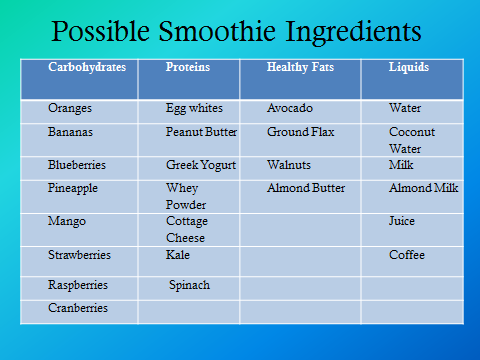 Possible Smoothie Ingredients
Carbohydrates Proteins Healthy Fats Liquids
Oranges Egg whites Avocado Water
Bananas Peanut Butter Ground Flax Coconut
Water
Blueberries Greek Yogurt Walnuts Milk
Pineapple Whey Almond Butter Almond Milk
Powder
Mango Cottage Juice
Cheese
Strawberries Kale Coffee
Raspberries Spinach
Cranberries